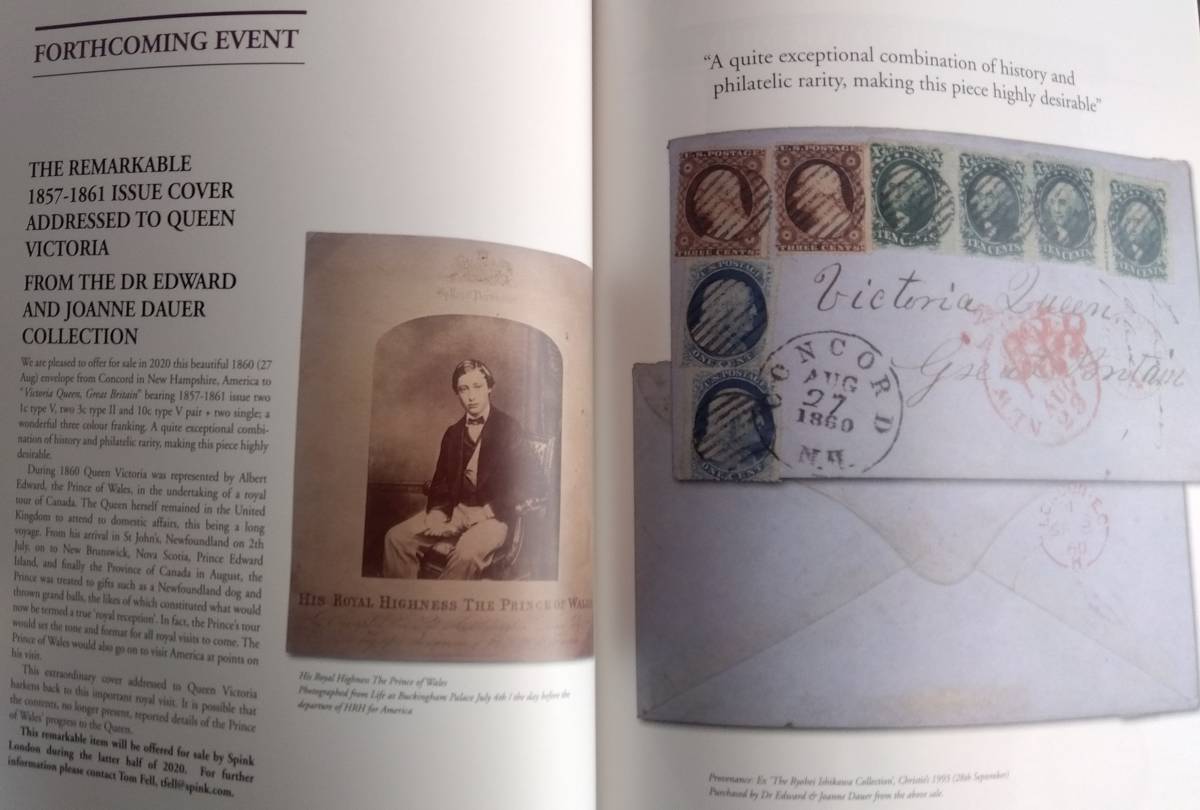 FORTHCOMING EVENT
THE REMARKABLE
1857-1861 ISSUE COVER
ADDRESSED TO QUEEN
VICTORIA
FROM THE DR EDWARD
AND JOANNE DAUER
COLLECTION
We are pleased to offer for sale in 2020 this beautiful 1860 (27
Aug) envelope from Concord in New Hampshire, America to
"Victoria Queen, Great Britain" bearing 1857-1861 issue two
1c type V, two 3c type II and 10c type V pair + two single; a
wonderful three colour franking. A quite exceptional combi-
nation of history and philatelic rarity, making this piece highly
desirable.
During 1860 Queen Victoria was represented by Albert
Edward, the Prince of Wales, in the undertaking of a royal
tour of Canada. The Queen herself remained in the United
Kingdom to attend to domestic affairs, this being a long
voyage. From his arrival in St John's, Newfoundland on 2th
July, on to New Brunswick, Nova Scotia, Prince Edward
Island, and finally the Province of Canada in August, the
Prince was treated to gifts such as a Newfoundland dog and
thrown grand balls, the likes of which constituted what would
now be termed a true 'royal reception'. In fact, the Prince's tour
would set the tone and format for all royal visits to come. The
Prince of Wales would also go on to visit America at points on
his visit.
This extraordinary cover addressed to Queen Victoria
harkens back to this important royal visit. It is possible that
the contents, no longer present, reported details of the Prince
of Wales' progress to the Queen.
This remarkable item will be offered for sale by Spink
London during the latter half of 2020. For further
information please contact Tom Fell, tfell@spink.com.
HIS ROYAL HIGHNESS THE PRINCE OF WALES
His Royal Highness The Prince of Wales
Photographed from Life at Buckingham Palace July 4th / the day before the
departure of HRH for America
"A quite exceptional combination of history and
philatelic rarity, making this piece highly desirable"
U.S. POSTAGE
THREE CENTS
U.S. POSTAGE
THREE CENTS
TEN CENTS
TEN CENTS
TEN CENTS
TEN CENTS
U.S. POSTAGE
ONE CENT
U.S. POSTAGE
ONE CENT
Victoria Queen
Great Britain
CONCORD
AUG
27
1860
N.H.
AUG
29
60
Provenance: Ex 'The Ryohei Ishikawa Collection', Christie's 1993 (28th September)
Purchased by Dr Edward & Joanne Dauer from the above sale.